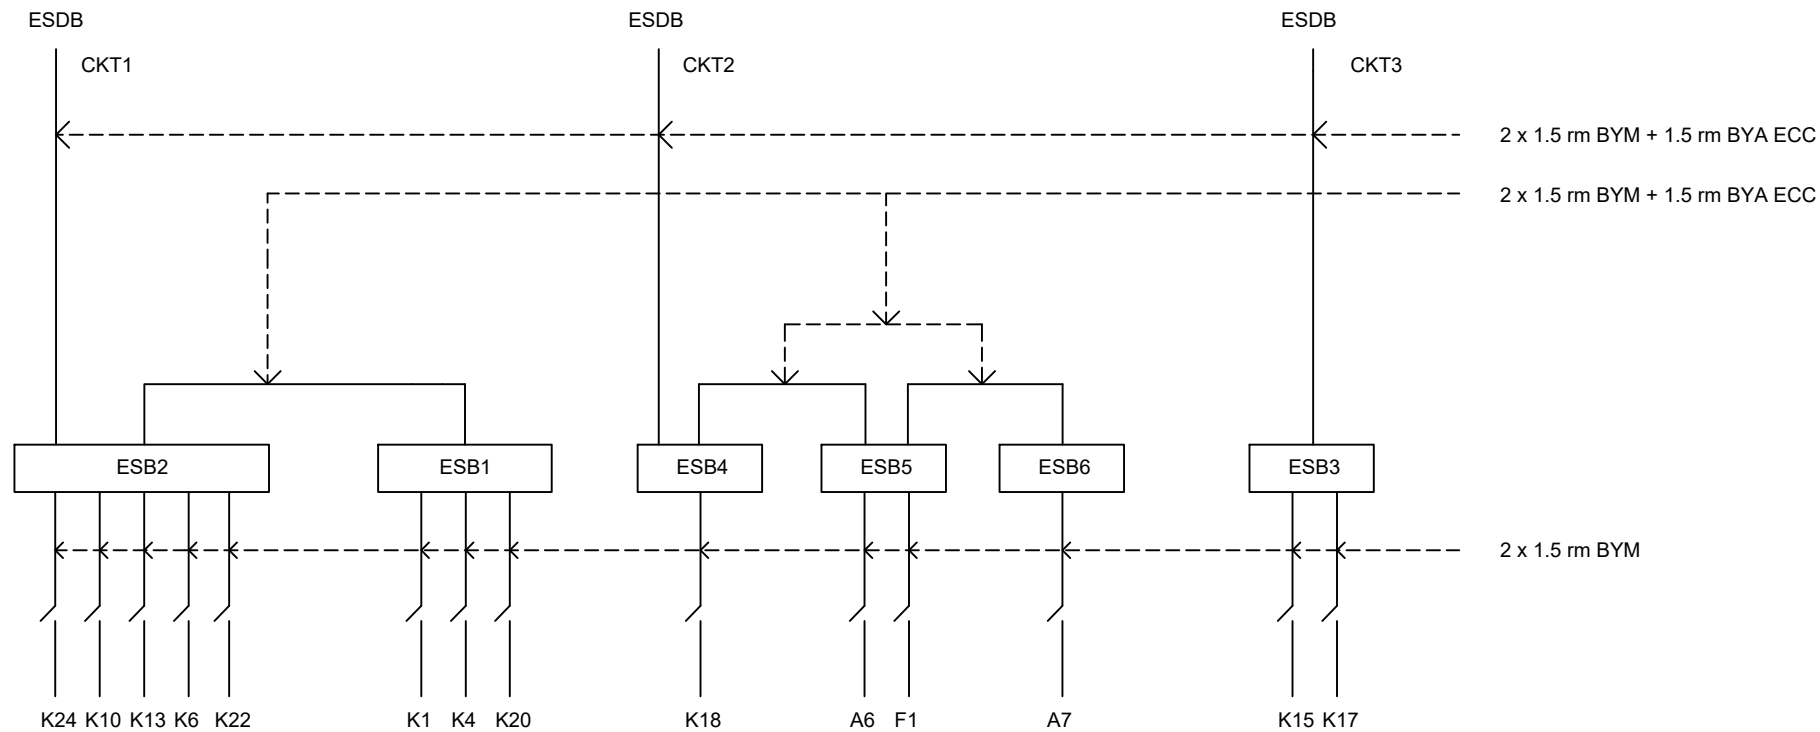 ESDB ESDB ESDB
CKT1 CKT2 CKT3
2 x 1.5 rm BYM + 1.5 rm BYA ECC
2 x 1.5 rm BYM + 1.5 rm BYA ECC
ESB2 ESB1 ESB4 ESB5 ESB6 ESB3
2 x 1.5 rm BYM
K24 K10 K13 K6 K22 K1 K4 K20 K18 A6 F1 A7 K15 K17